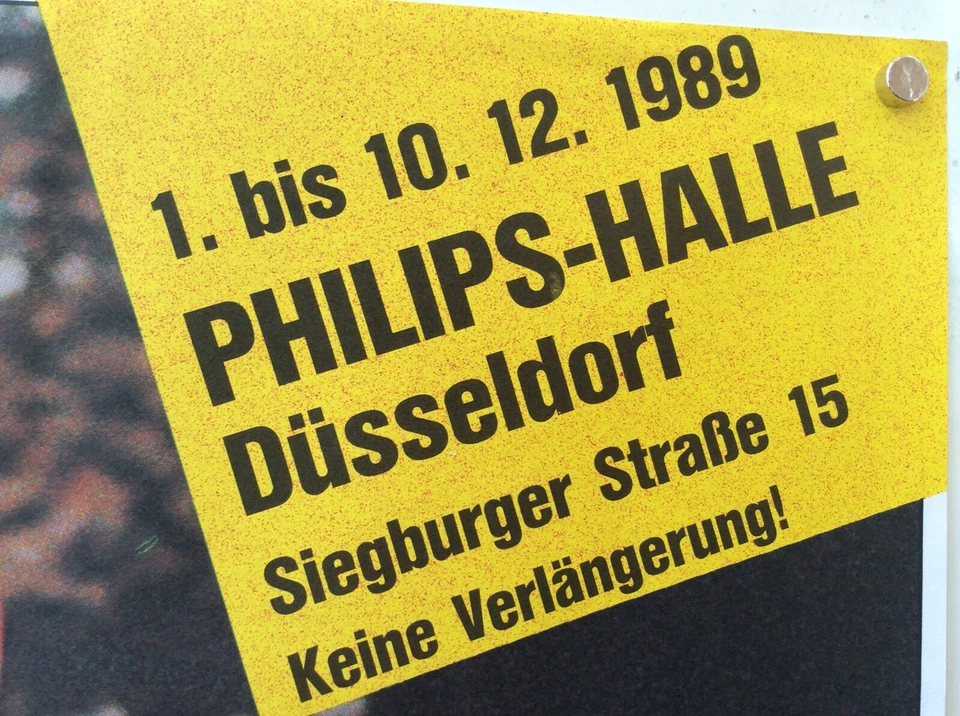 1. bis 10. 12. 1989
PHILIPS-HALLE
Düsseldorf
Siegburger Straße 15
Keine Verlängerung!